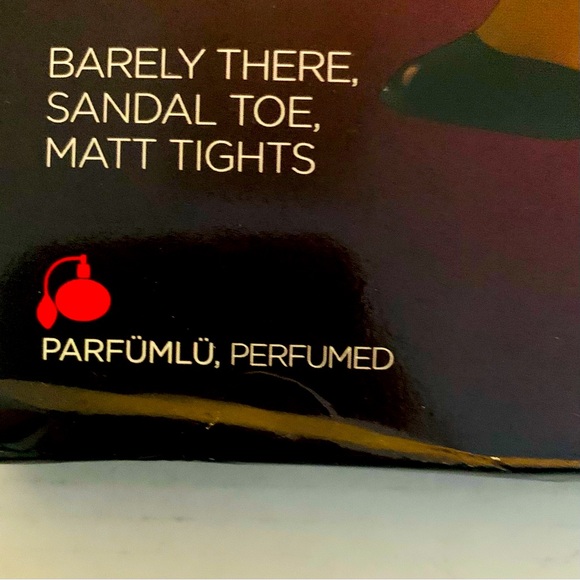 BARELY THERE,
SANDAL TOE,
MATT TIGHTS
PARFÜMLÜ, PERFUMED